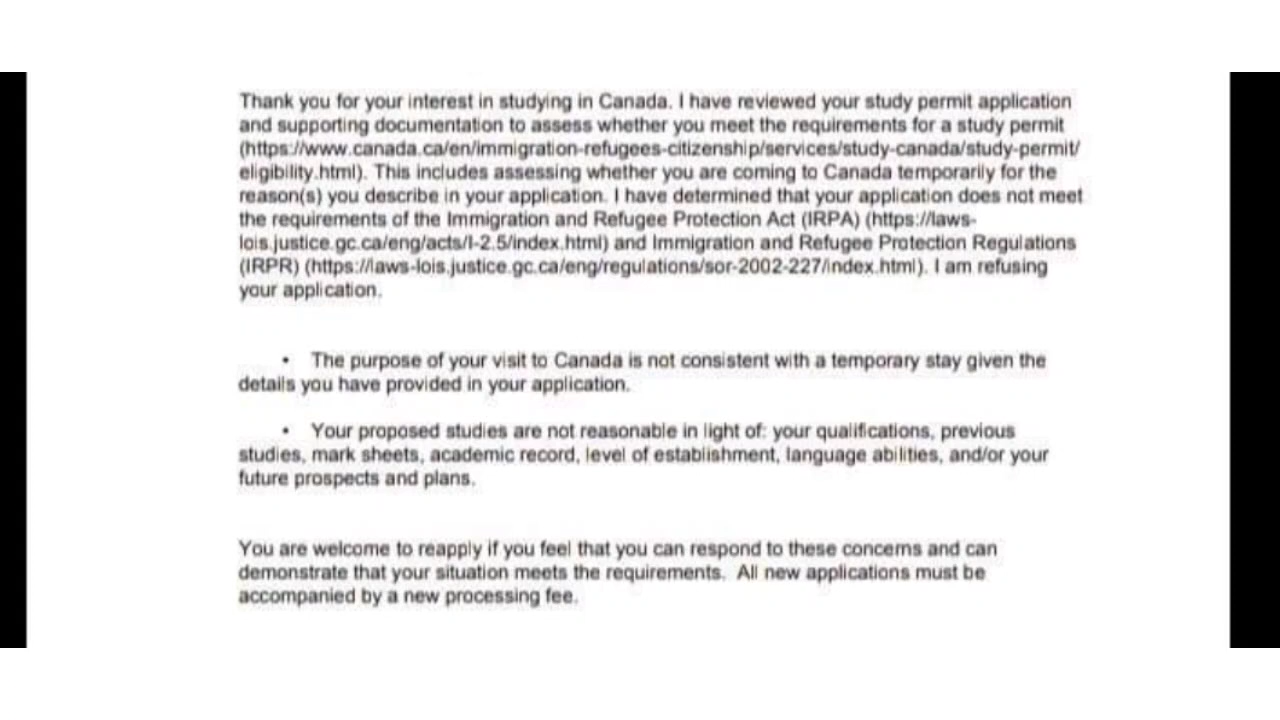 Thank you for your interest in studying in Canada. I have reviewed your study permit application
and supporting documentation to assess whether you meet the requirements for a study permit
(https://www.canada.ca/en/immigration-refugees-citizenship/services/study-canada/study-permit/
eligibility.html). This includes assessing whether you are coming to Canada temporarily for the
reason(s) you describe in your application. I have determined that your application does not meet
the requirements of the Immigration and Refugee Protection Act (IRPA) (https://laws-
lois.justice.gc.ca/eng/acts/I-2.5/index.html) and Immigration and Refugee Protection Regulations
(IRPR) (https://laws-lois.justice.gc.ca/eng/regulations/sor-2002-227/index.html). I am refusing
your application.
• The purpose of your visit to Canada is not consistent with a temporary stay given the
details you have provided in your application.
• Your proposed studies are not reasonable in light of: your qualifications, previous
studies, mark sheets, academic record, level of establishment, language abilities, and/or your
future prospects and plans.
You are welcome to reapply if you feel that you can respond to these concerns and can
demonstrate that your situation meets the requirements. All new applications must be
accompanied by a new processing fee.